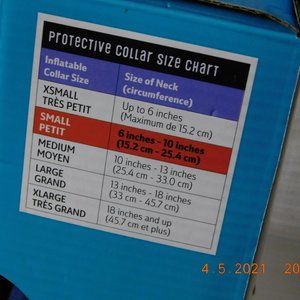 PROTECTIVE COLLAR SIZE CHART
Inflatable Collar Size
Size of Neck (circumference)
XSMALL
TRÈS PETIT
Up to 6 inches
(Maximum de 15.2 cm)
SMALL
PETIT
6 inches - 10 inches
(15.2 cm - 25.4 cm)
MEDIUM
MOYEN
10 inches - 13 inches
(25.4 cm - 33.0 cm)
LARGE
GRAND
13 inches - 18 inches
(33 cm - 45.7 cm)
XLARGE
TRÈS GRAND
18 inches and up
(45.7 cm et plus)
4.5.2021 20